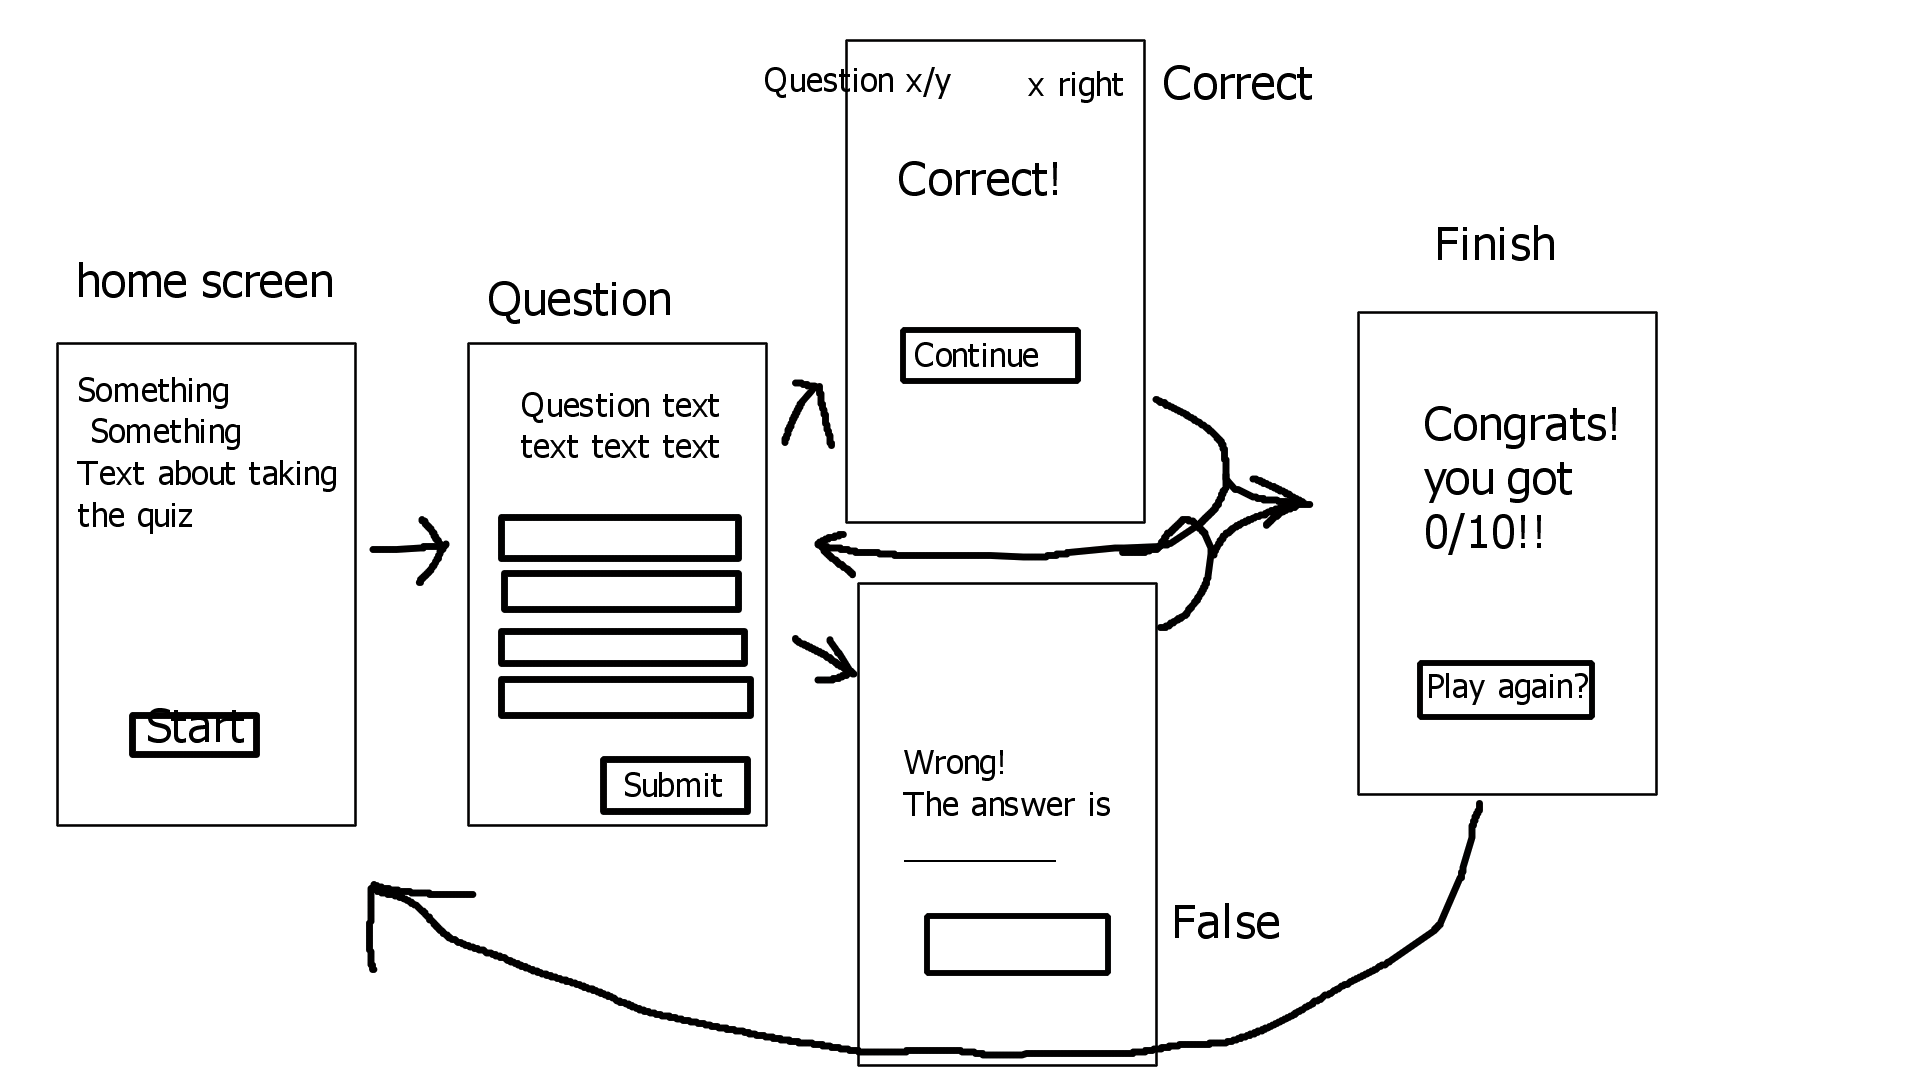 home screen
Something
Something
Text about taking
the quiz
Start
Question
Question text
text text text
Submit
Question x/y
x right
Correct
Correct!
Continue
Wrong!
The answer is
False
Finish
Congrats!
you got
0/10!!
Play again?